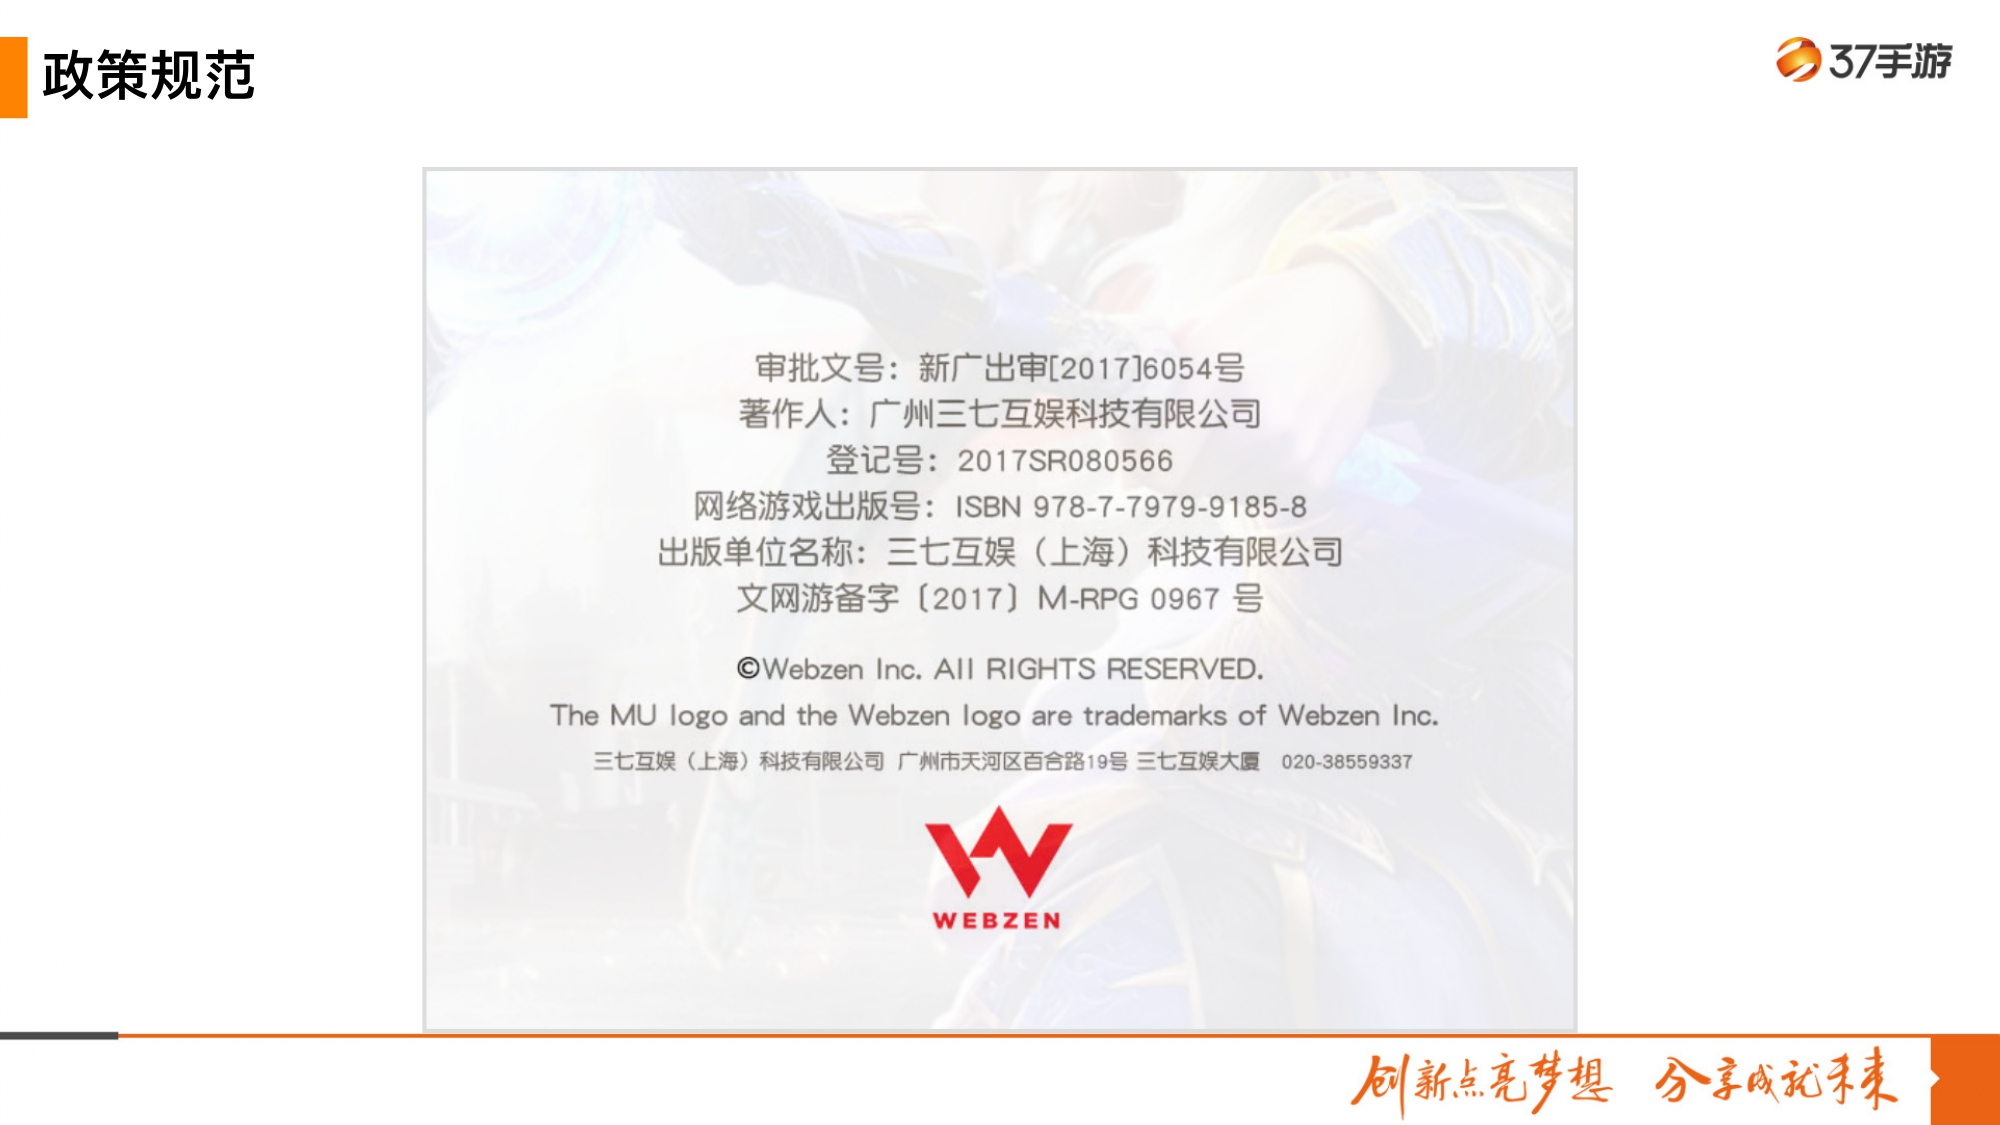 政策规范
37手游
审批文号：新广出审[2017]6054号
著作人：广州三七互娱科技有限公司
登记号：2017SR080566
网络游戏出版号：ISBN 978-7-7979-9185-8
出版单位名称：三七互娱（上海）科技有限公司
文网游备字〔2017〕M-RPG 0967 号
©Webzen Inc. All RIGHTS RESERVED.
The MU logo and the Webzen logo are trademarks of Webzen Inc.
三七互娱（上海）科技有限公司 广州市天河区百合路19号 三七互娱大厦 020-38559337
WEBZEN
创新点亮梦想 分享成就未来